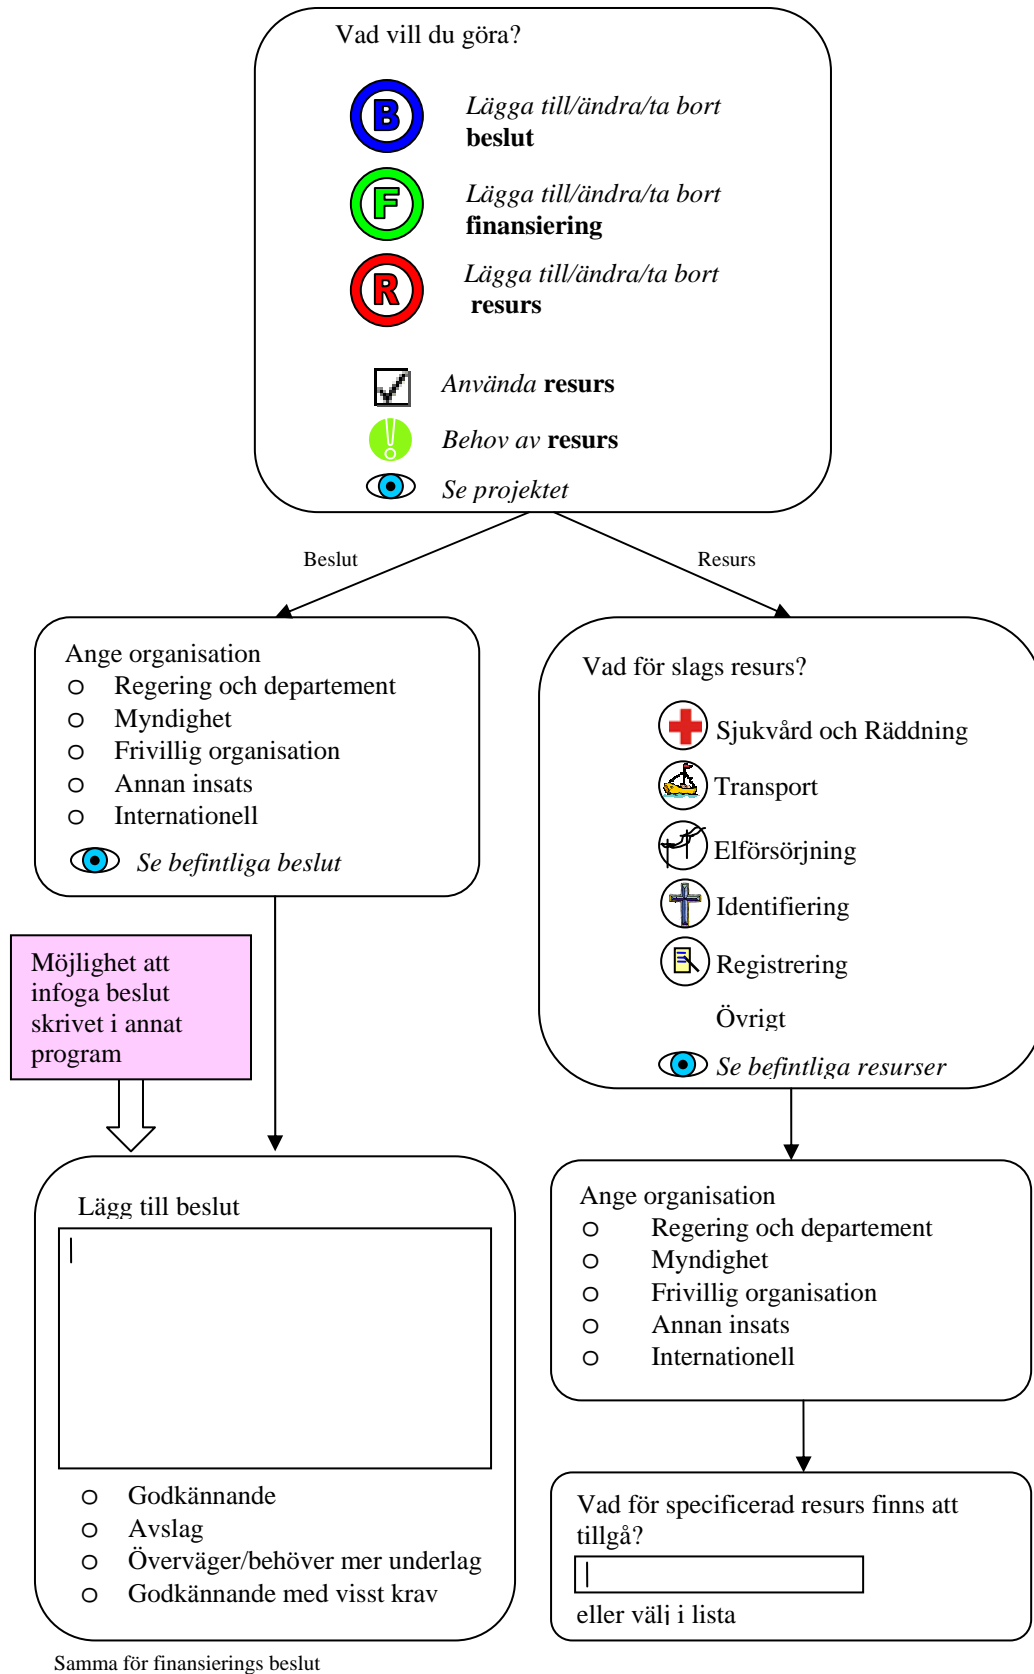 Vad vill du göra?
B
Lägga till/ändra/ta bort
beslut
F
Lägga till/ändra/ta bort
finansiering
R
Lägga till/ändra/ta bort
resurs
Använda resurs
Behov av resurs
Se projektet
Beslut
Resurs
Ange organisation
o Regering och departement
o Myndighet
o Frivillig organisation
o Annan insats
o Internationell
Se befintliga beslut
Vad för slags resurs?
Sjukvård och Räddning
Transport
Elförsörjning
Identifiering
Registrering
Övrigt
Se befintliga resurser
Möjlighet att
infoga beslut
skrivet i annat
program
Lägg till beslut
o Godkännande
o Avslag
o Överväger/behöver mer underlag
o Godkännande med visst krav
Ange organisation
o Regering och departement
o Myndighet
o Frivillig organisation
o Annan insats
o Internationell
Vad för specificerad resurs finns att
tillgå?
eller välj i lista
Samma för finansierings beslut